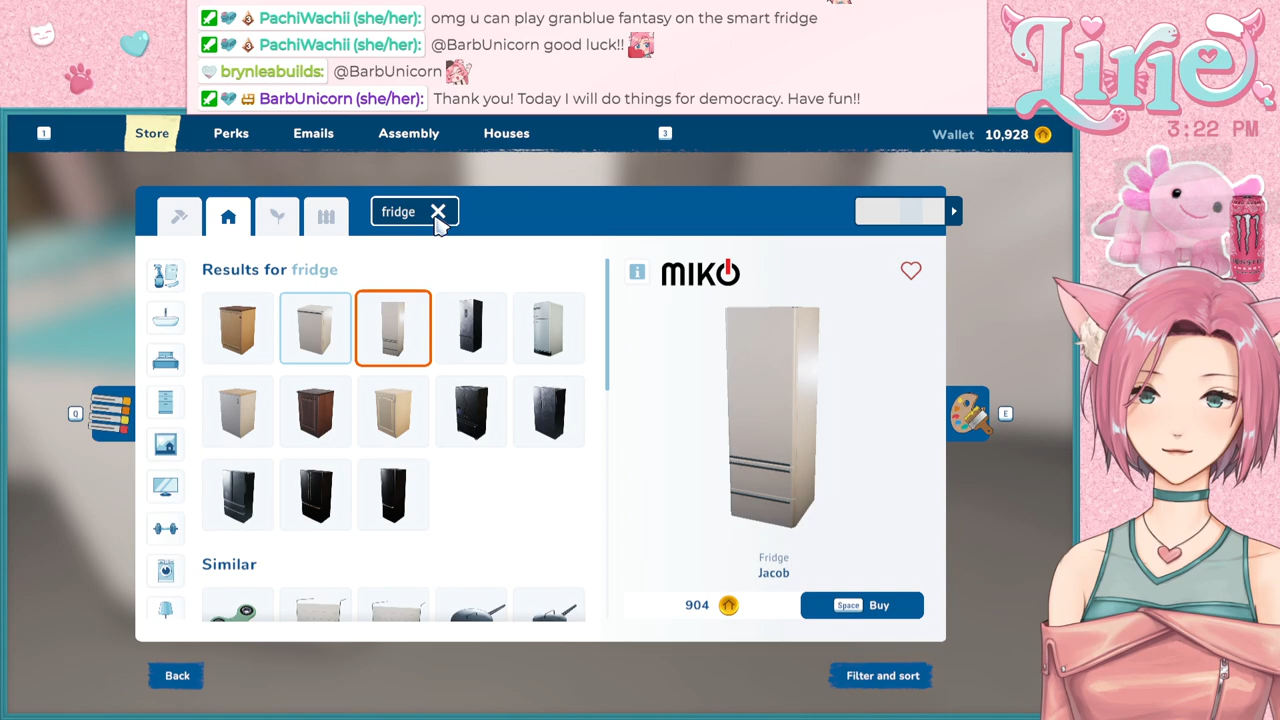 PachiWachii (she/her): omg u can play granblue fantasy on the smart fridge
PachiWachii (she/her): @BarbUnicorn good luck!!
brynleabuilds: @BarbUnicorn
BarbUnicorn (she/her): Thank you! Today I will do things for democracy. Have fun!!
Lirie
3:22 PM
1 Store Perks Emails Assembly Houses 3 Wallet 10,928
fridge
Results for fridge
MIKO
Q
E
Fridge
Jacob
Similar
904 Space Buy
Back
Filter and sort